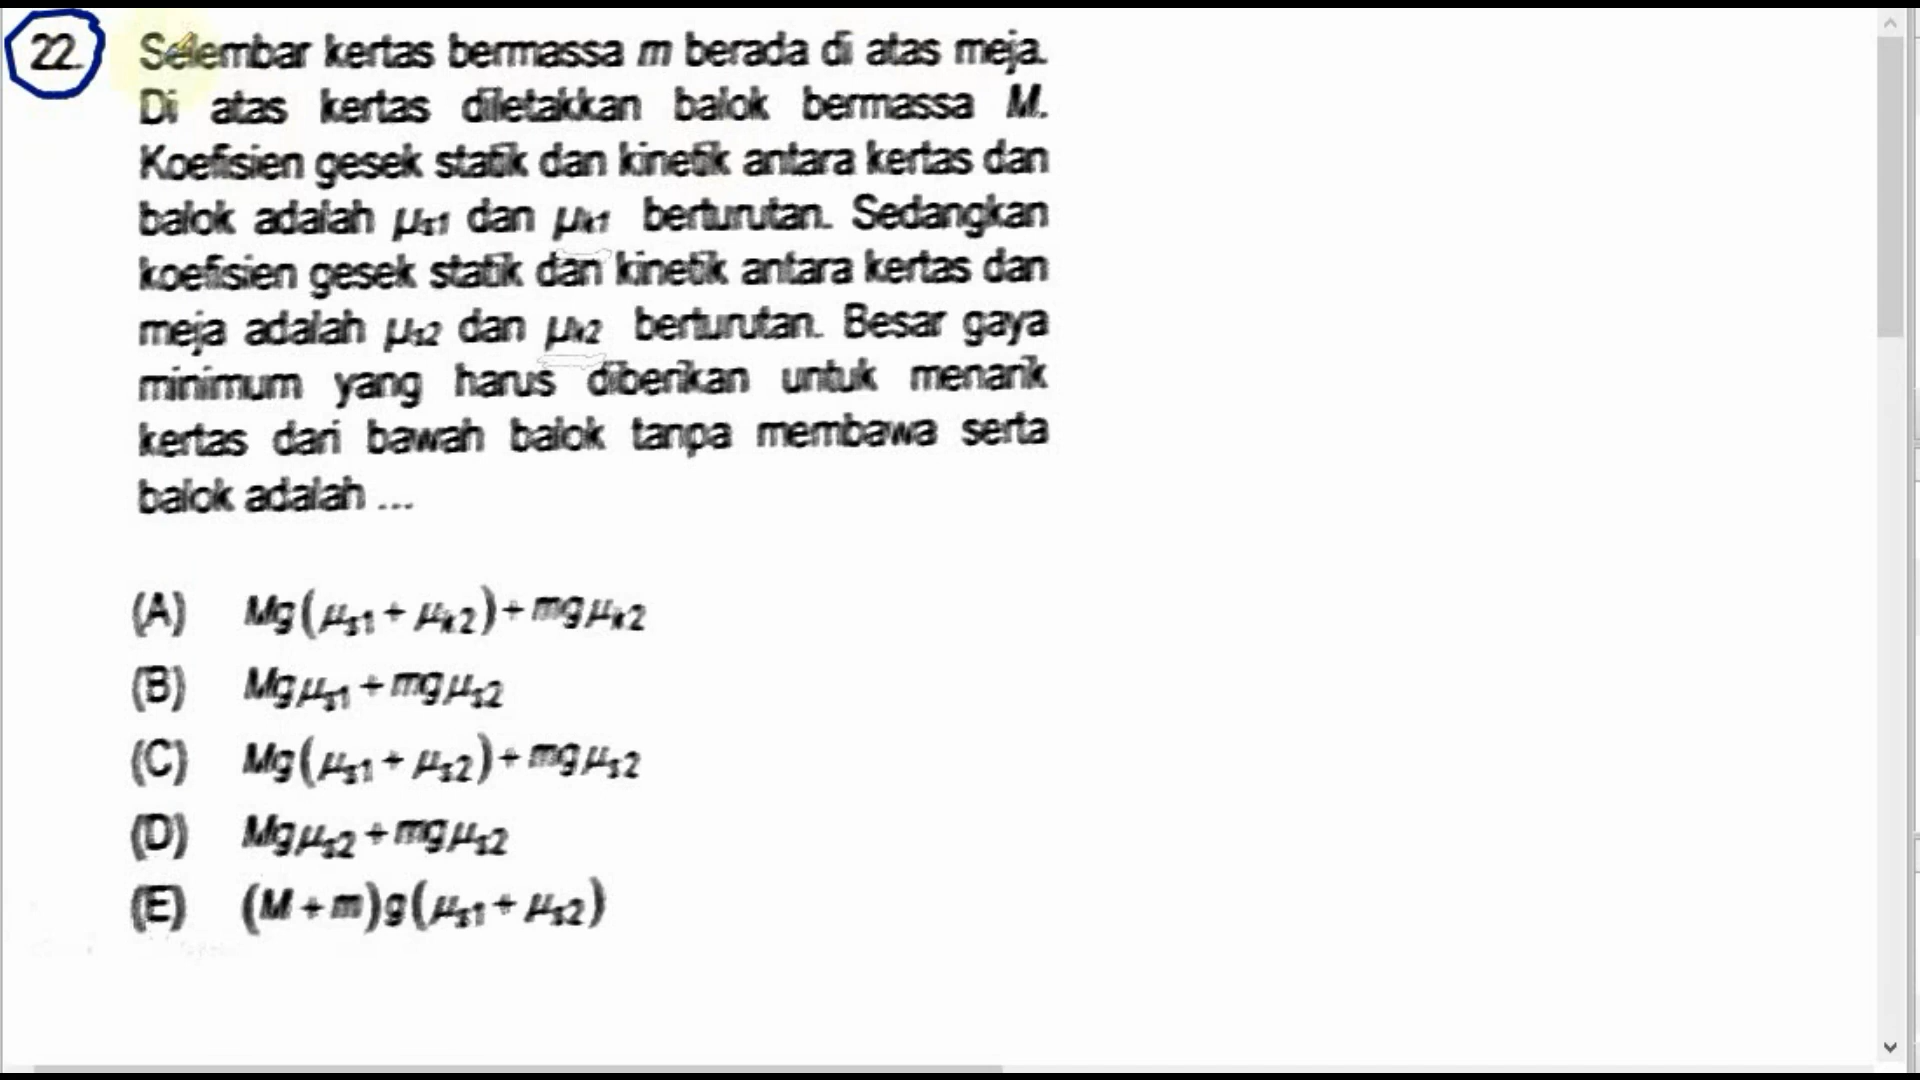 22.
Selembar kertas bermassa m berada di atas meja.
Di atas kertas diletakkan balok bermassa M.
Koefisien gesek statik dan kinetik antara kertas dan
balok adalah μs1 dan μk1 berturutan. Sedangkan
koefisien gesek statik dan kinetik antara kertas dan
meja adalah μs2 dan μk2 berturutan. Besar gaya
minimum yang harus diberikan untuk menarik
kertas dari bawah balok tanpa membawa serta
balok adalah ...
(A) Mg(μs1 + μk2) + mgμk2
(B) Mgμs1 + mgμs2
(C) Mg(μs1 + μs2) + mgμs2
(D) Mgμs2 + mgμs2
(E) (M + m)g(μs1 + μs2)